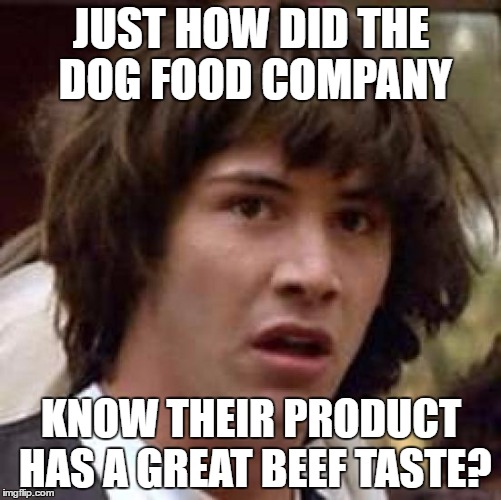 JUST HOW DID THE
DOG FOOD COMPANY
KNOW THEIR PRODUCT
HAS A GREAT BEEF TASTE?
imgflip.com